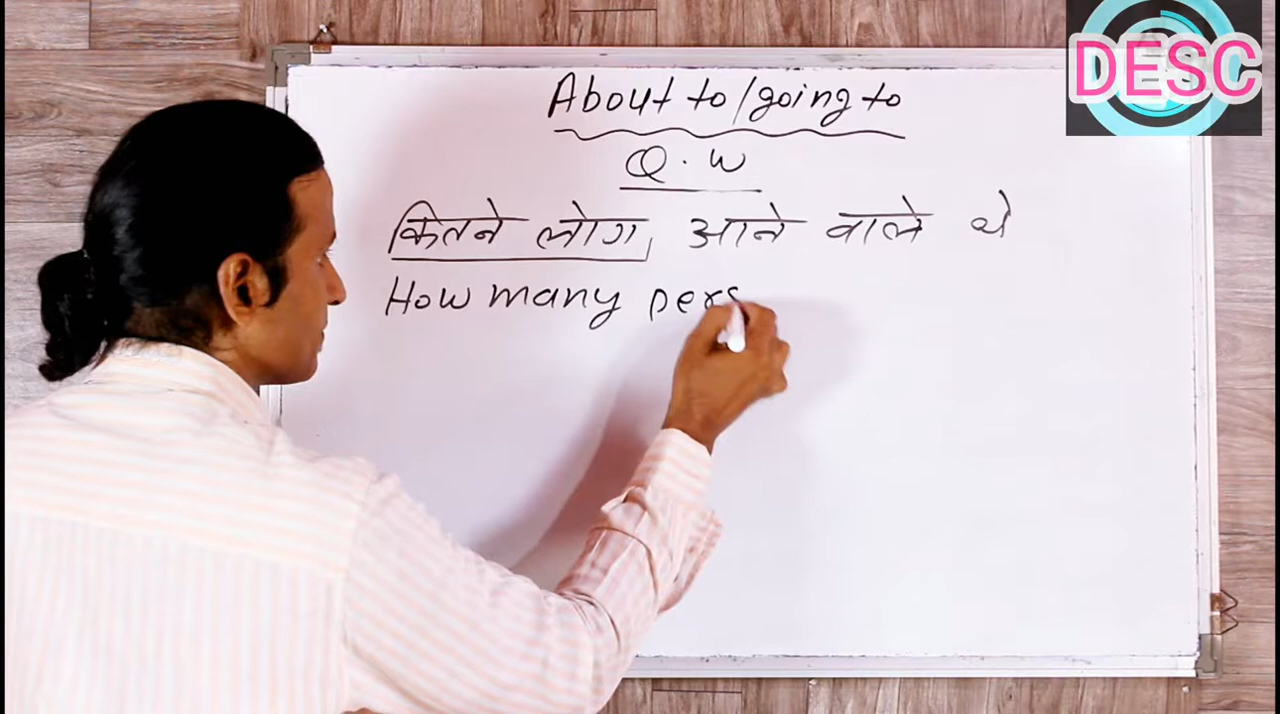 DESC
About to/going to
Q.W
कितने लोग, आने वाले थे
How many pers